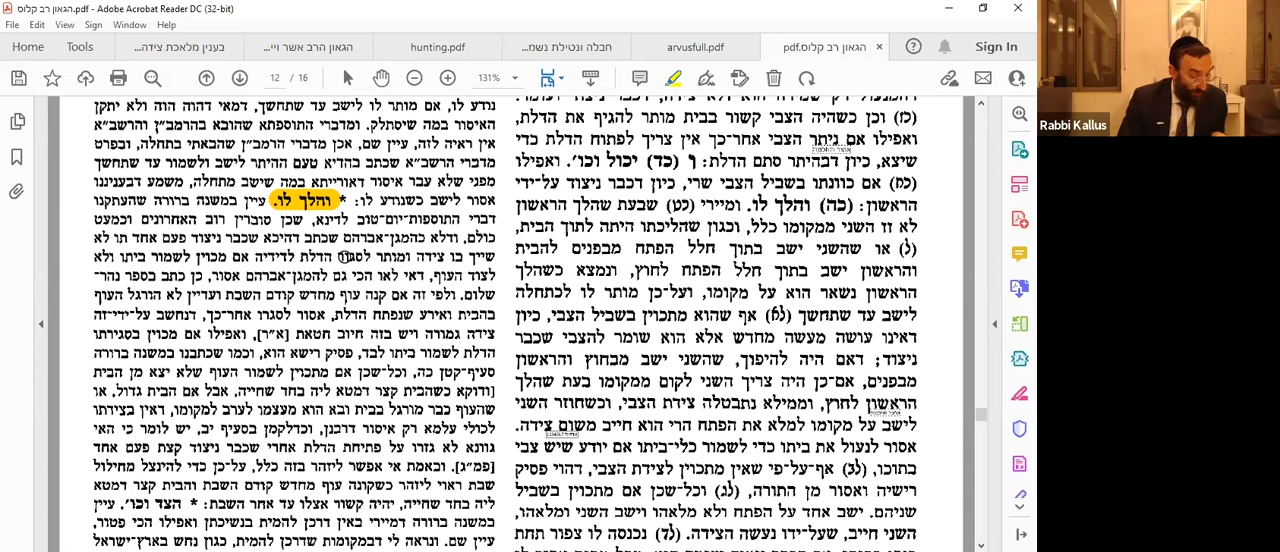 הגאון רב קלוס.pdf - Adobe Acrobat Reader DC (32-bit)
File Edit View Sign Window Help
Home Tools
בענין מלאכת צידה...
הגאון הרב אשר ויי...
hunting.pdf
חבלה ונטילת נשמ...
arvusfull.pdf
הגאון רב קלוס.pdf
Sign In
12 / 16
131%
Rabbi Kallus
(כז) וכן כשהיה הצבי קשור בבית מותר להגיף את הדלת,
ואפילו אם ניתר הצבי אחר-כך אין צריך לפתוח הדלת כדי
שיצא, כיון דבהיתר סתם הדלת: ו (כד) יכול וכו'. ואפילו
(כח) אם כוונתו בשביל הצבי שרי, כיון דכבר ניצוד על-ידי
הראשון: (כה) והלך לו. ומיירי (כט) שבעת שהלך הראשון
לא זז השני ממקומו כלל, וכגון שהליכתו היתה לתוך הבית,
(ל) או שהשני ישב בתוך חלל הפתח מבפנים להבית
והראשון ישב בתוך חלל הפתח לחוץ, ונמצא כשהלך
הראשון נשאר הוא על מקומו, ועל-כן מותר לו לכתחלה
לישב עד שתחשך (לא) אף שהוא מתכוין בשביל הצבי, כיון
דאינו עושה מעשה מחדש אלא הוא שומר להצבי שכבר
ניצוד; דאם היה להיפוך, שהשני ישב מבחוץ והראשון
מבפנים, אם-כן היה צריך השני לקום ממקומו בעת שהלך
הראשון לחוץ, וממילא נתבטלה צידת הצבי, וכשחוזר השני
לישב על מקומו למלא את הפתח הרי הוא חייב משום צידה.
אסור לנעול את ביתו כדי לשמור כלי-ביתו אם יודע שיש צבי
בתוכו, (לב) אף-על-פי שאין מתכוין לצידת הצבי, דהוי פסיק
רישיה ואסור מן התורה, (לג) וכל-שכן אם מתכוין בשביל
שניהם. ישב אחד על הפתח ולא מלאהו וישב השני ומלאהו,
השני חייב, שעל-ידו נעשה הצידה. (לד) נכנסה לו צפור תחת
נודע לו, אם מותר לו לישב עד שתחשך, דמאי דהוה הוה ולא יתקן
האיסור במה שיסתלק. ומדברי התוספתא שהובא בהרמב"ן והרשב"א
אין ראיה לזה, עיין שם, אכן מדברי הרמב"ן שהבאתי בתחלה, ובפרט
מדברי הרשב"א שכתב בהדיא טעם ההיתר לישב ולשמור עד שתחשך
מפני שלא עבר איסור דאורייתא במה שישב מתחלה, משמע דבעניננו
אסור לישב כשנודע לו: * והלך לו. עיין במשנה ברורה שהעתקנו
דברי התוספות-יום-טוב לדינא, שכן סוברין רוב האחרונים וכמעט
כולם, ודלא כהמגן-אברהם שכתב דהיכא שכבר ניצוד פעם אחד תו לא
שייך בו צידה ומותר לסגור הדלת לדידיה אם מכוין לשמור ביתו ולא
לצוד העוף, דאי לאו הכי גם להמגן-אברהם אסור, כן כתב בספר נהר-
שלום. ולפי זה אם קנה עוף מחדש קודם השבת ועדיין לא הורגל העוף
בהבית ואירע שנפתח הדלת, אסור לסגרו אחר-כך, דנחשב על-ידי-זה
צידה גמורה ויש בזה חיוב חטאת [א"ר], ואפילו אם מכוין בסגירתו
הדלת לשמור ביתו לבד, פסיק רישא הוא, וכמו שכתבנו במשנה ברורה
סעיף-קטן כה, וכל-שכן אם מתכוין לשמור העוף שלא יצא מן הבית
[ודוקא כשהבית קצר דמטא ליה בחד שחייה, אבל אם הבית גדול, או
שהעוף כבר מורגל בבית ובא הוא מעצמו לערב למקומו, דאין בצידתו
לכולי עלמא רק איסור דרבנן, וכדלקמן בסעיף יב, יש לומר כי האי
גוונא לא גזרו על פתיחת הדלת אחרי שכבר ניצוד קצת פעם אחד
[פמ"ג]. ובאמת אי אפשר ליזהר בזה כלל, על-כן כדי להינצל מחילול
שבת ראוי ליזהר כשקונה עוף מחדש קודם השבת והבית קצר דמטא
ליה בחד שחייה, יהיה קשור אצלו עד אחר השבת: * הצד וכו'. עיין
במשנה ברורה דמיירי באין דרכן להמית בנשיכתן ואפילו הכי פטור,
עיין שם. ונראה לי דבמקומות שדרכן להמית, כגון נחש בארץ-ישראל